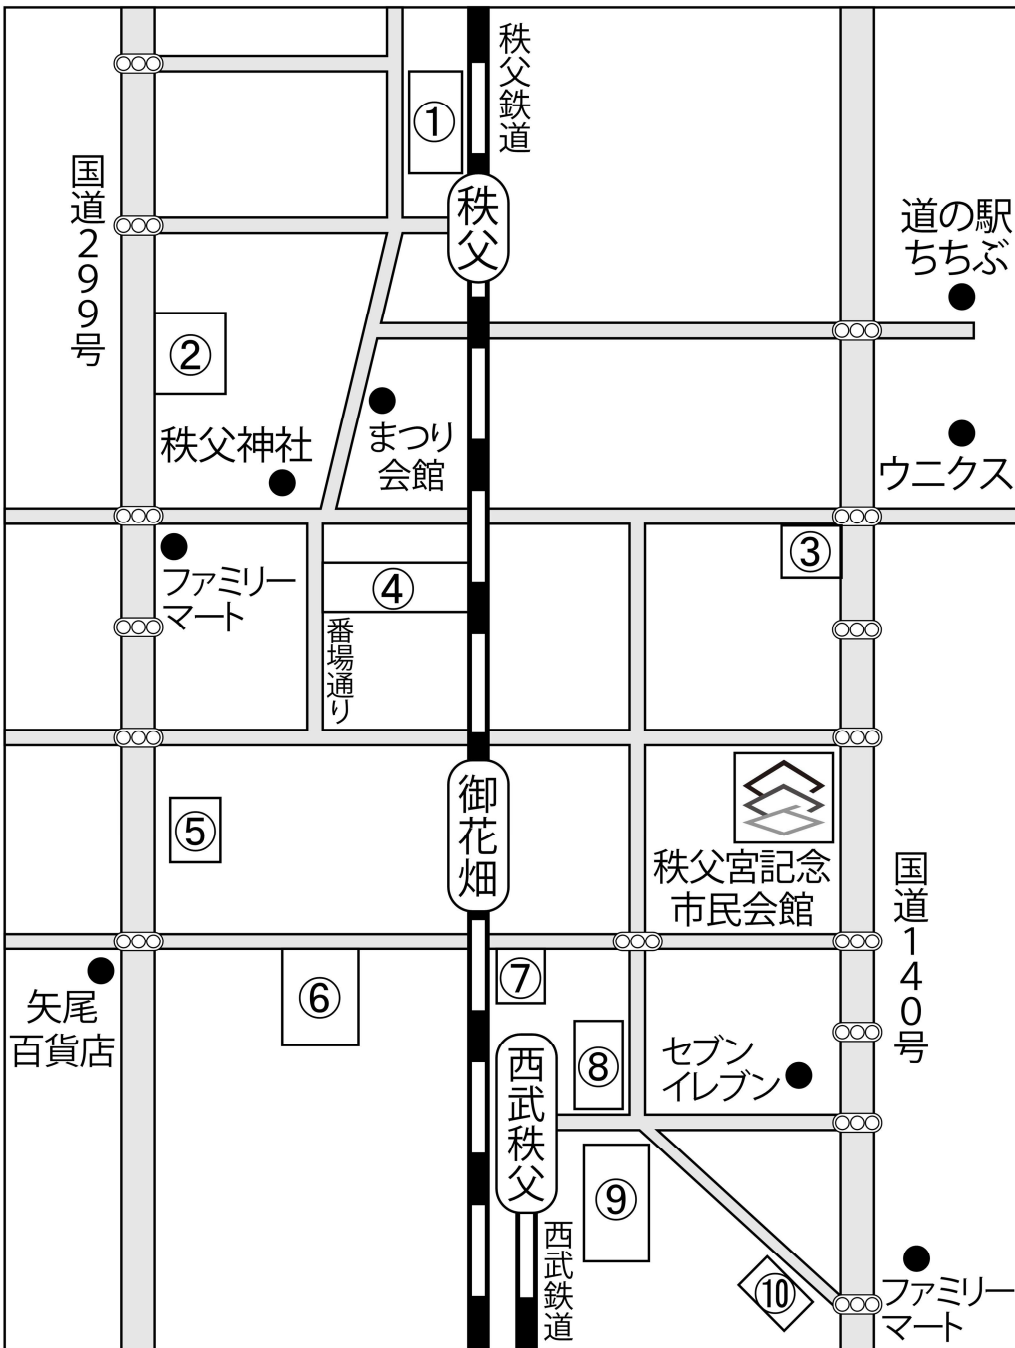 秩父鉄道
①
国道299号
秩父
道の駅
ちちぶ
②
秩父神社
まつり
会館
ウニクス
③
ファミリー
マート
④
番場通り
⑤
御花畑
秩父宮記念
市民会館
国道140号
矢尾
百貨店
⑥
⑦
西武秩父
⑧
セブン
イレブン
⑨
西武鉄道
⑩
ファミリー
マート